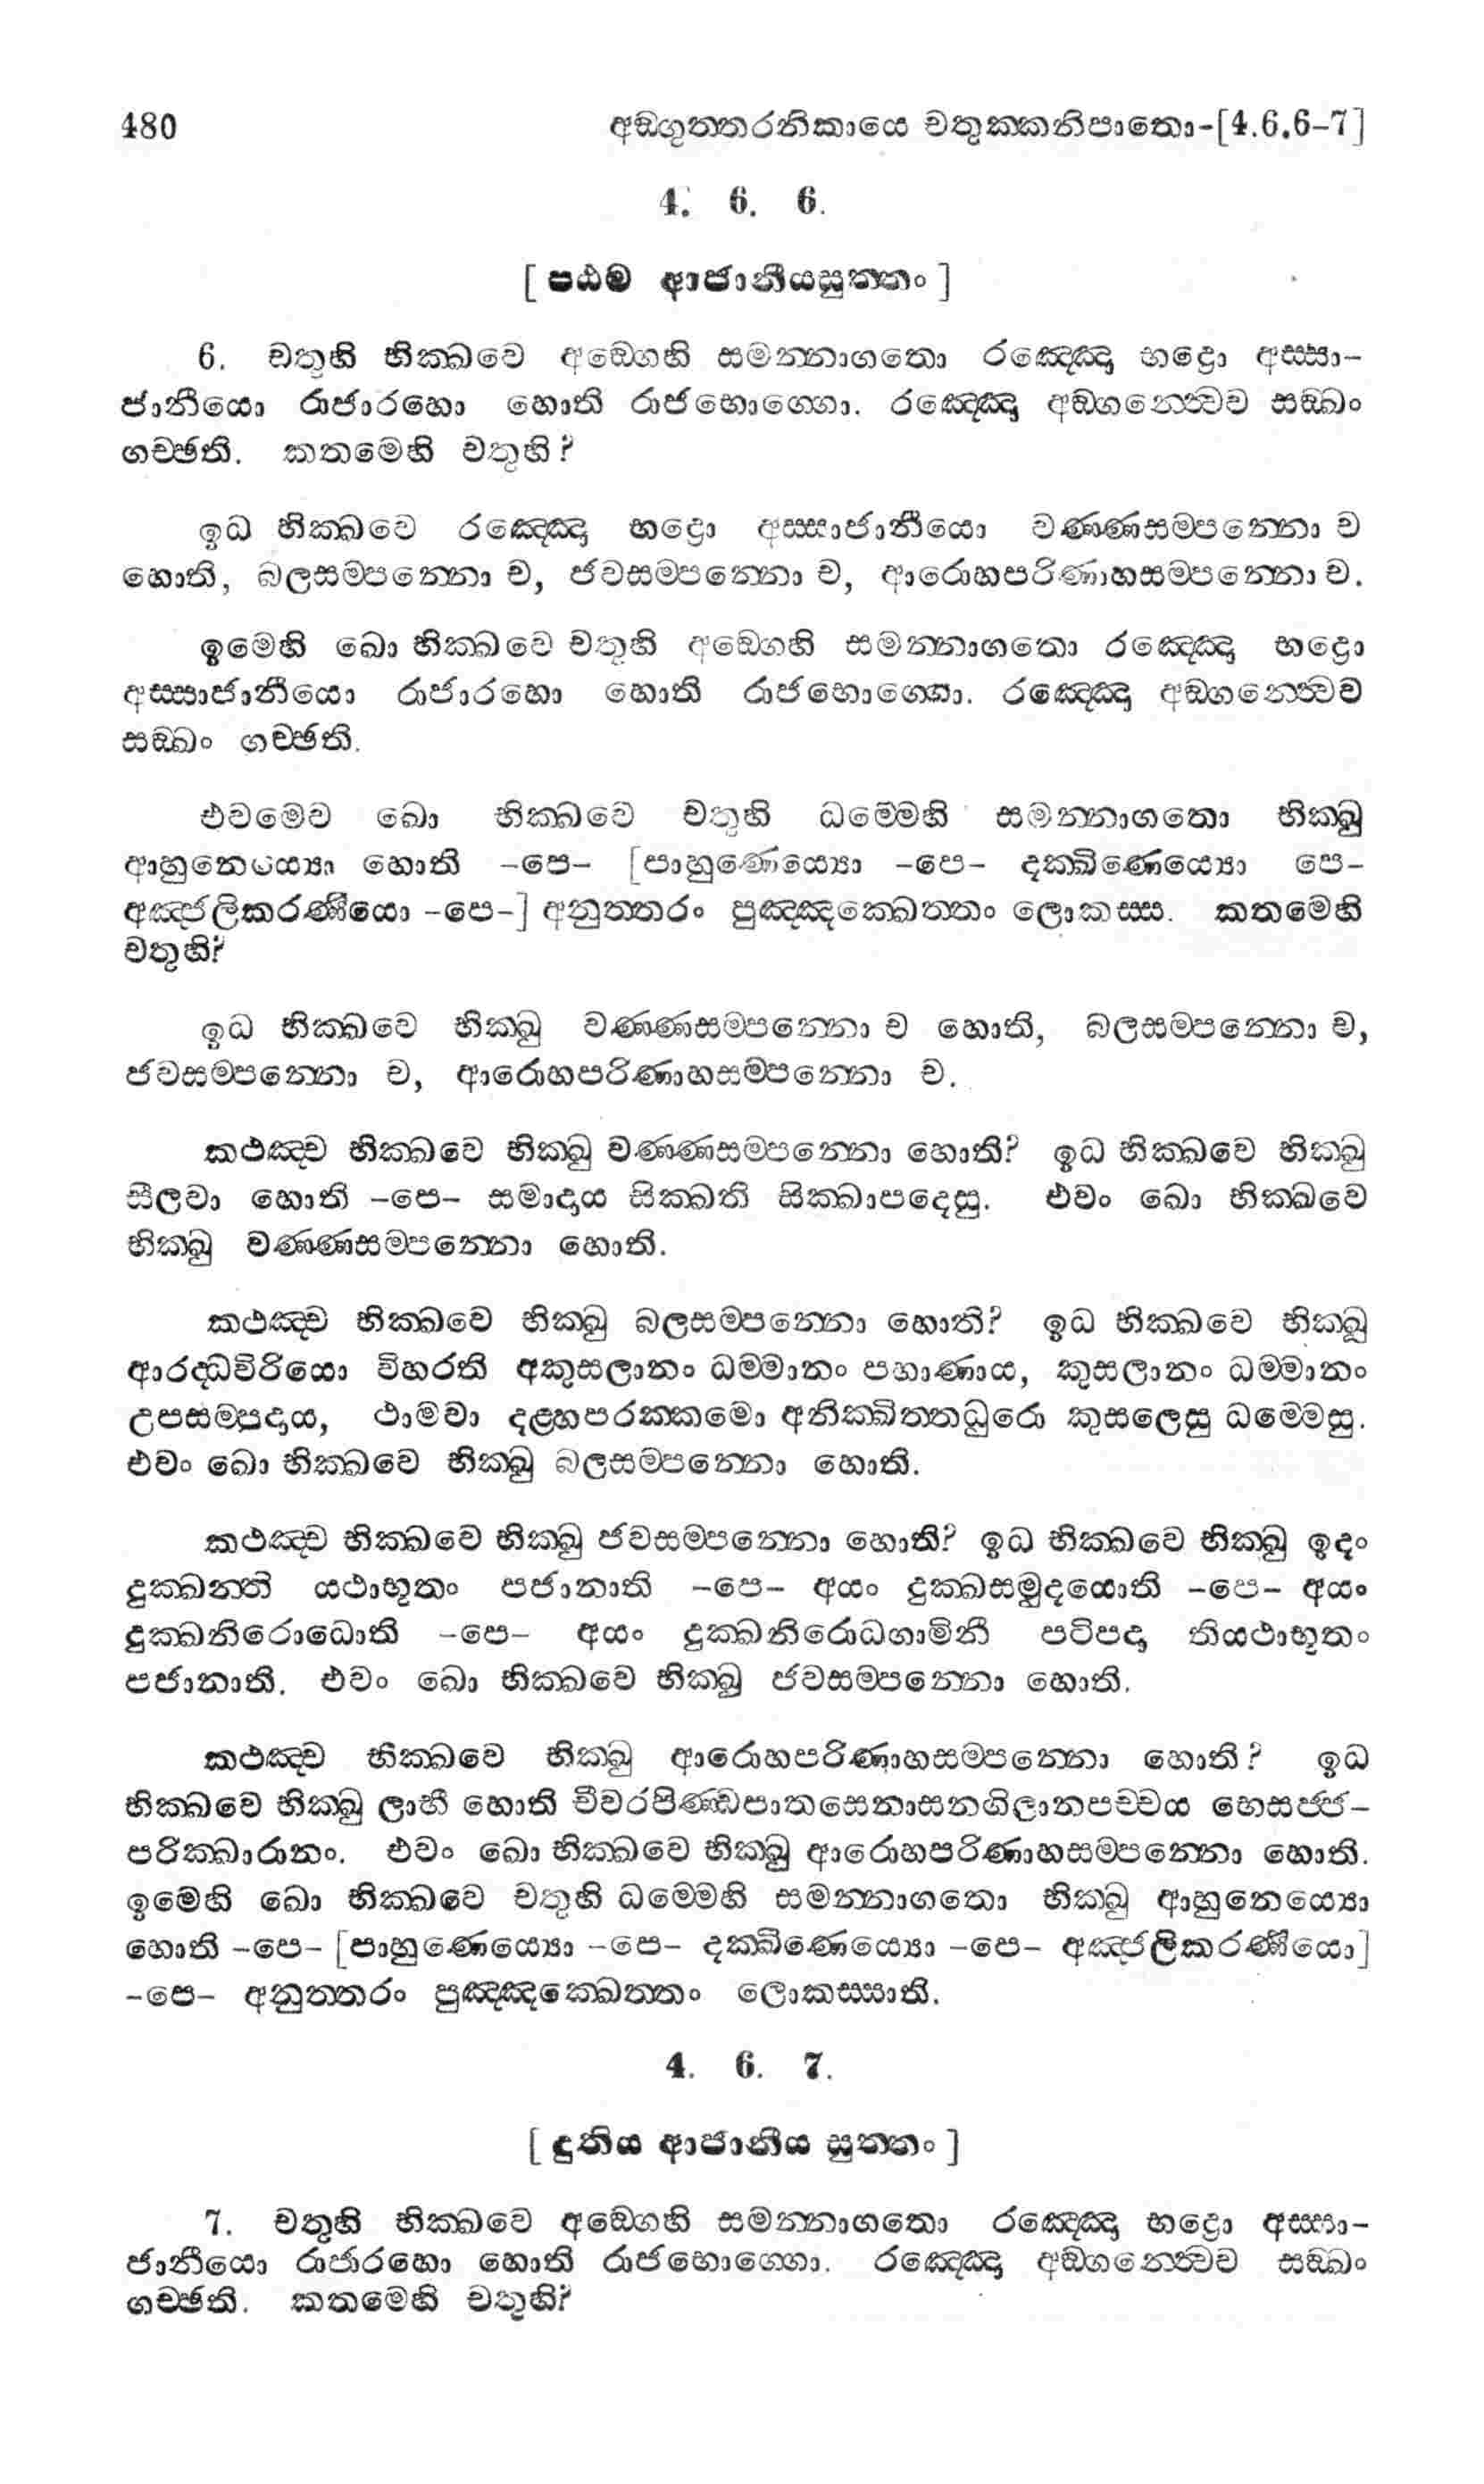 480 අඞ්ගුත්තරනිකායෙ චතුක්කනිපාතො-[4.6.6-7]
4. 6. 6.
[ පඨම ආජානීයසුත්තං ]
6. චතුහි භික්ඛවෙ අඞ්ගෙහි සමන්නාගතො රඤ්ඤො භද්‍රො අස්සා-
ජානීයො රාජාරහො හොති රාජභොග්ගො. රඤ්ඤො අඞ්ගන්ත්වෙව සඞ්ඛං
ගච්ඡති. කතමෙහි චතුහි?
ඉධ භික්ඛවෙ රඤ්ඤො භද්‍රො අස්සාජානීයො වණ්ණසම්පන්නො ච
හොති, බලසම්පන්නො ච, ජවසම්පන්නො ච, ආරොහපරිණාහසම්පන්නො ච.
ඉමෙහි ඛො භික්ඛවෙ චතුහි අඞ්ගෙහි සමන්නාගතො රඤ්ඤො භද්‍රො
අස්සාජානීයො රාජාරහො හොති රාජභොග්ගො. රඤ්ඤො අඞ්ගන්ත්වෙව
සඞ්ඛං ගච්ඡති.
එවමෙව ඛො භික්ඛවෙ චතුහි ධම්මෙහි සමන්නාගතො භික්ඛු
ආහුනෙය්‍යො හොති -පෙ- [පාහුණෙය්‍යො -පෙ- දක්ඛිණෙය්‍යො පෙ-
අඤ්ජලිකරණීයො -පෙ-] අනුත්තරං පුඤ්ඤක්ඛෙත්තං ලොකස්ස. කතමෙහි
චතුහි?
ඉධ භික්ඛවෙ භික්ඛු වණ්ණසම්පන්නො ච හොති, බලසම්පන්නො ච,
ජවසම්පන්නො ච, ආරොහපරිණාහසම්පන්නො ච.
කථඤ්ච භික්ඛවෙ භික්ඛු වණ්ණසම්පන්නො හොති? ඉධ භික්ඛවෙ භික්ඛු
සීලවා හොති -පෙ- සමාදාය සික්ඛති සික්ඛාපදෙසු. එවං ඛො භික්ඛවෙ
භික්ඛු වණ්ණසම්පන්නො හොති.
කථඤ්ච භික්ඛවෙ භික්ඛු බලසම්පන්නො හොති? ඉධ භික්ඛවෙ භික්ඛු
ආරද්ධවිරියො විහරති අකුසලානං ධම්මානං පහාණාය, කුසලානං ධම්මානං
උපසම්පදාය, ථාමවා දළ්හපරක්කමො අනික්ඛිත්තධුරො කුසලෙසු ධම්මෙසු.
එවං ඛො භික්ඛවෙ භික්ඛු බලසම්පන්නො හොති.
කථඤ්ච භික්ඛවෙ භික්ඛු ජවසම්පන්නො හොති? ඉධ භික්ඛවෙ භික්ඛු ඉදං
දුක්ඛන්ති යථාභූතං පජානාති -පෙ- අයං දුක්ඛසමුදයොති -පෙ- අයං
දුක්ඛනිරොධොති -පෙ- අයං දුක්ඛනිරොධගාමිනී පටිපදා තියථාභූතං
පජානාති. එවං ඛො භික්ඛවෙ භික්ඛු ජවසම්පන්නො හොති.
කථඤ්ච භික්ඛවෙ භික්ඛු ආරොහපරිණාහසම්පන්නො හොති? ඉධ
භික්ඛවෙ භික්ඛු ලාභී හොති චීවරපිණ්ඩපාතසෙනාසනගිලානපච්චය භෙසජ්ජ-
පරික්ඛාරානං. එවං ඛො භික්ඛවෙ භික්ඛු ආරොහපරිණාහසම්පන්නො හොති.
ඉමෙහි ඛො භික්ඛවෙ චතුහි ධම්මෙහි සමන්නාගතො භික්ඛු ආහුනෙය්‍යො
හොති -පෙ- [පාහුණෙය්‍යො -පෙ- දක්ඛිණෙය්‍යො -පෙ- අඤ්ජලිකරණීයො]
-පෙ- අනුත්තරං පුඤ්ඤක්ඛෙත්තං ලොකස්සාති.
4. 6. 7.
[ දුතිය ආජානීය සුත්තං ]
7. චතුහි භික්ඛවෙ අඞ්ගෙහි සමන්නාගතො රඤ්ඤො භද්‍රො අස්සා-
ජානීයො රාජාරහො හොති රාජභොග්ගො. රඤ්ඤො අඞ්ගන්ත්වෙව සඞ්ඛං
ගච්ඡති. කතමෙහි චතුහි?